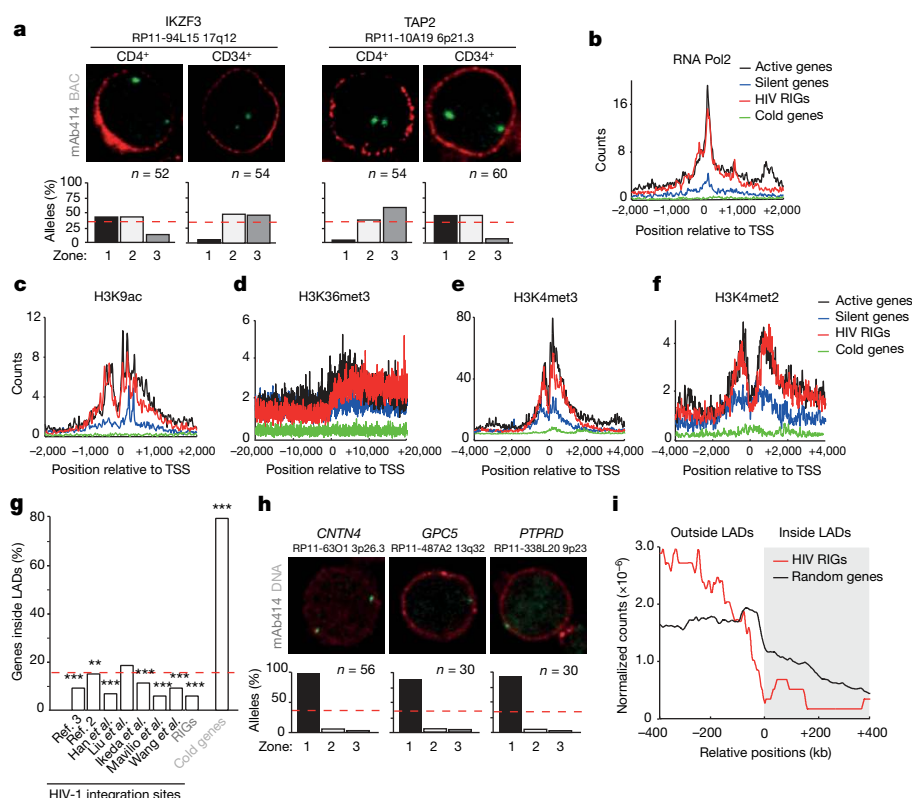 a
IKZF3
RP11-94L15 17q12
CD4+ CD34+
TAP2
RP11-10A19 6p21.3
CD4+ CD34+
mAb414 BAC
n = 52
n = 54
n = 54
n = 60
Alleles (%)
100
75
50
25
0
Zone: 1 2 3 1 2 3 1 2 3 1 2 3
b
RNA Pol2
Active genes
Silent genes
HIV RIGs
Cold genes
Counts
16
8
0
−2,000 −1,000 0 +1,000 +2,000
Position relative to TSS
c
H3K9ac
Counts
12
9
6
3
0
−2,000 0 +2,000
Position relative to TSS
d
H3K36met3
6
4
2
0
−20,000 −10,000 0 +10,000 +20,000
Position relative to TSS
e
H3K4met3
80
40
0
−4,000 −2,000 0 +2,000 +4,000
Position relative to TSS
f
H3K4met2
4
2
0
−4,000 −2,000 0 +2,000 +4,000
Position relative to TSS
Active genes
Silent genes
HIV RIGs
Cold genes
g
Genes inside LADs (%)
80
60
40
20
0
*** ** *** *** *** *** ***
Ref. 3
Ref. 2
Han et al.
Liu et al.
Ikeda et al.
Mavilio et al.
Wang et al.
RIGs
Cold genes
HIV-1 integration sites
h
CNTN4
RP11-63O1 3p26.3
GPC5
RP11-487A2 13q32
PTPRD
RP11-338L20 9p23
mAb414 DNA
n = 56
n = 30
n = 30
Alleles (%)
100
50
0
Zone: 1 2 3 1 2 3 1 2 3
i
Outside LADs Inside LADs
HIV RIGs
Random genes
Normalized counts (×10⁻⁶)
3.0
2.0
1.0
0
−400 −200 0 +200 +400
Relative positions (kb)